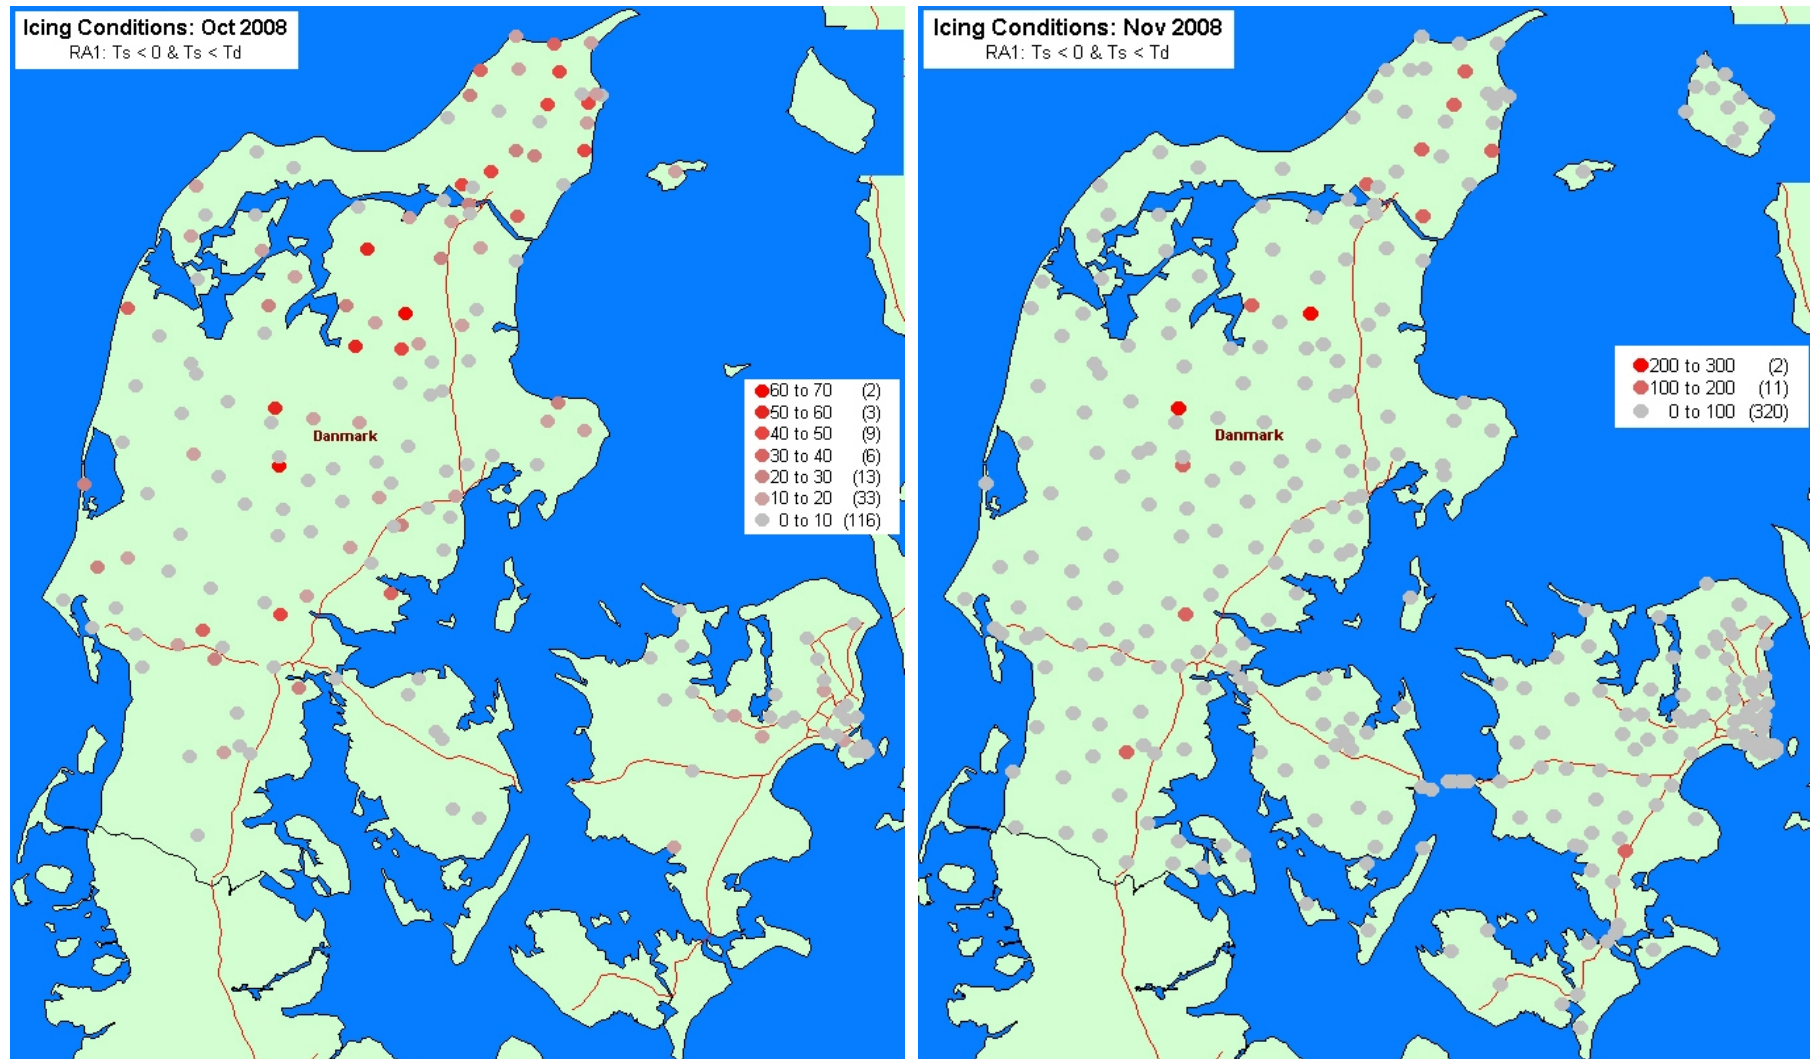 Icing Conditions: Oct 2008
RA1: Ts < 0 & Ts < Td
Danmark
60 to 70 (2)
50 to 60 (3)
40 to 50 (9)
30 to 40 (6)
20 to 30 (13)
10 to 20 (33)
0 to 10 (116)
Icing Conditions: Nov 2008
RA1: Ts < 0 & Ts < Td
Danmark
200 to 300 (2)
100 to 200 (11)
0 to 100 (320)